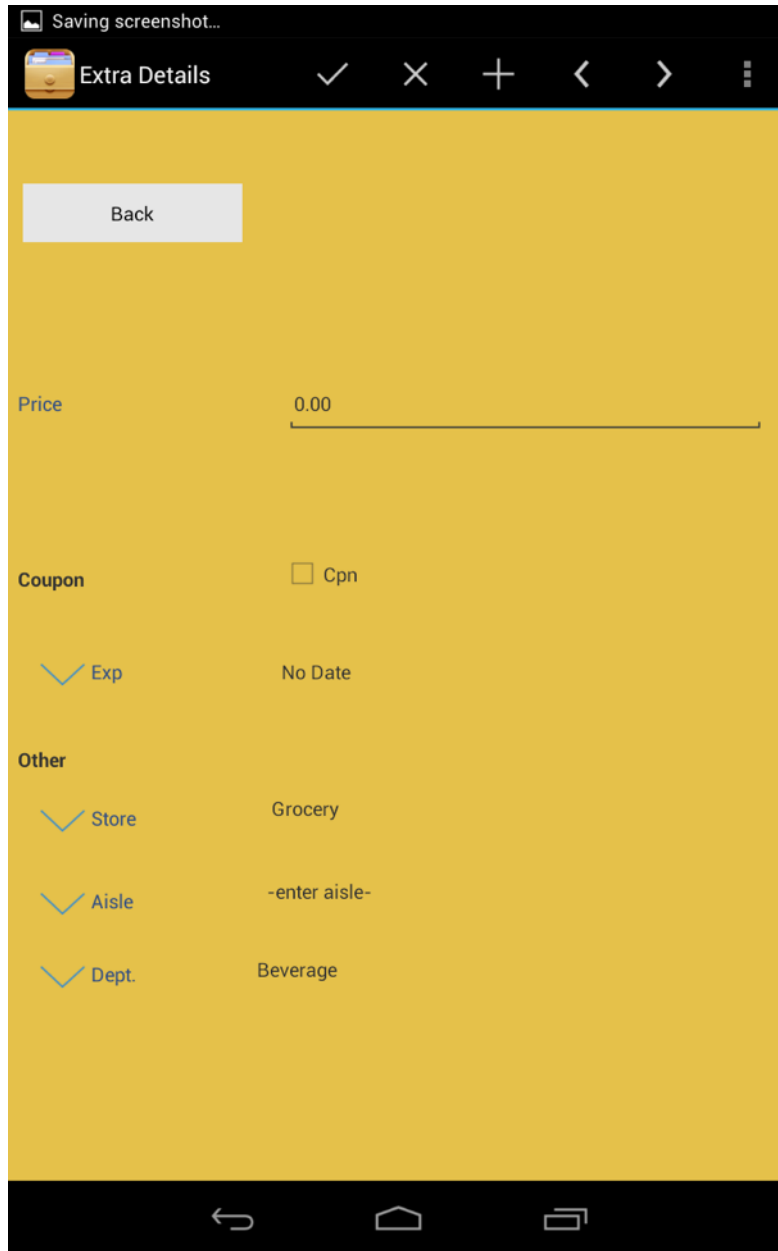 Saving screenshot...
Extra Details
Back
Price 0.00
Coupon Cpn
Exp No Date
Other
Store Grocery
Aisle -enter aisle-
Dept. Beverage